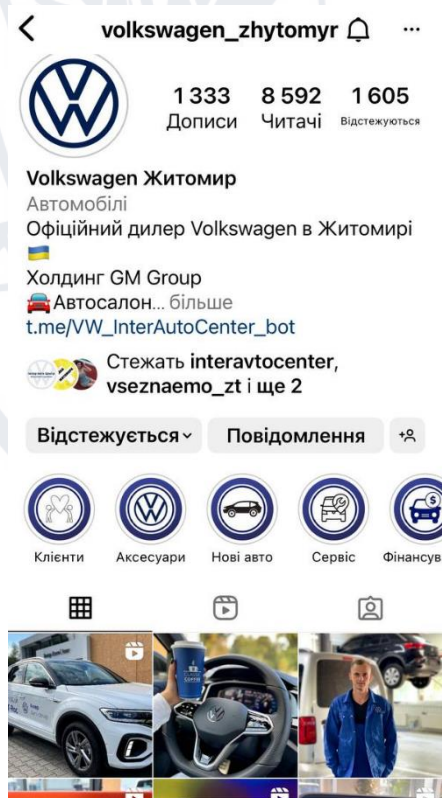 volkswagen_zhytomyr
1 333 8 592 1 605
Дописи Читачі Відстежуються
Volkswagen Житомир
Автомобілі
Офіційний дилер Volkswagen в Житомирі
Холдинг GM Group
Автосалон... більше
t.me/VW_InterAutoCenter_bot
Стежать interavtocenter,
vseznaemo_zt і ще 2
Відстежується Повідомлення
Клієнти Аксесуари Нові авто Сервіс Фінансув